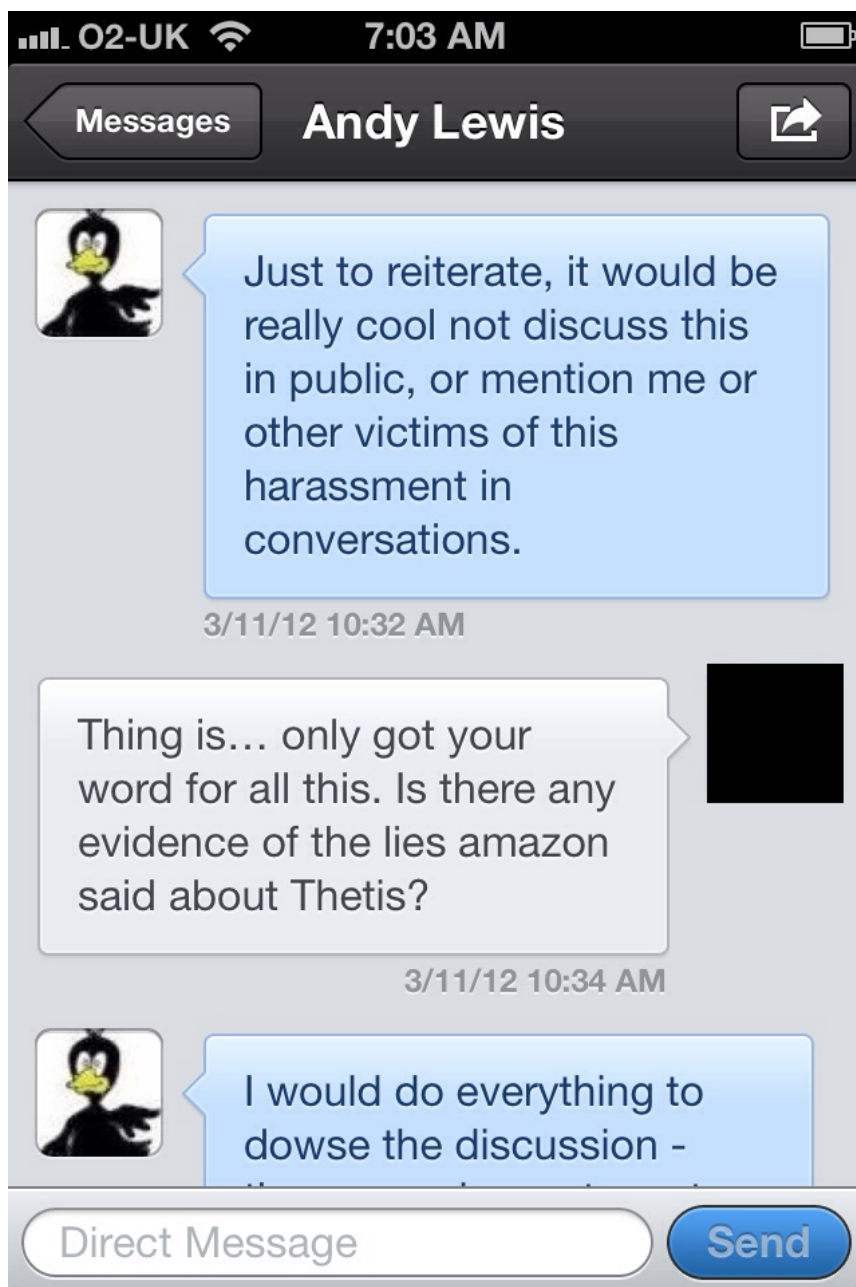 O2-UK 7:03 AM
Messages Andy Lewis
Just to reiterate, it would be
really cool not discuss this
in public, or mention me or
other victims of this
harassment in
conversations.
3/11/12 10:32 AM
Thing is... only got your
word for all this. Is there any
evidence of the lies amazon
said about Thetis?
3/11/12 10:34 AM
I would do everything to
dowse the discussion -
Direct Message Send